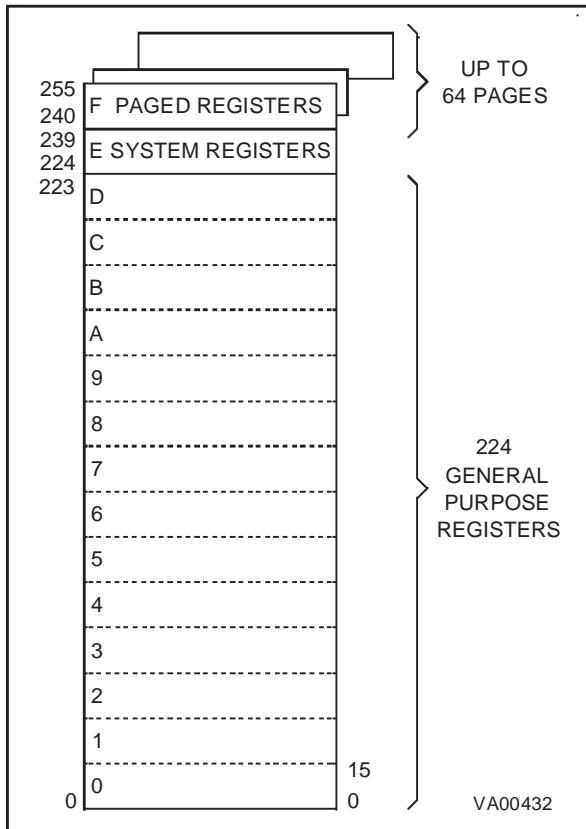 UP TO
64 PAGES
255
F PAGED REGISTERS
240
239
E SYSTEM REGISTERS
224
223
D
C
B
A
9
8
7
6
5
4
3
2
1
0
224
GENERAL
PURPOSE
REGISTERS
15
0
0
VA00432